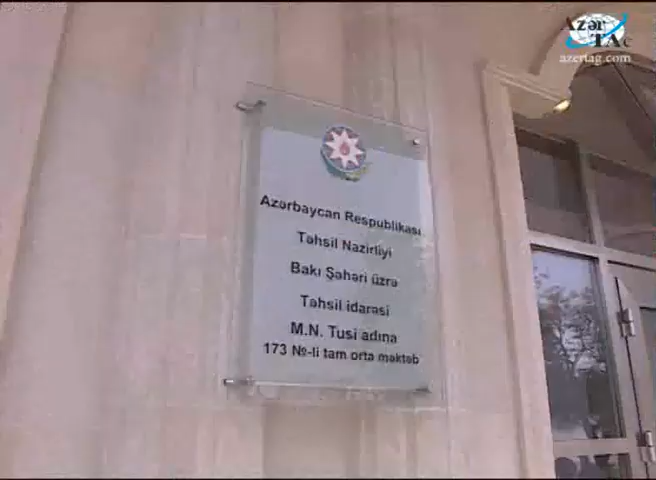 AzərTAc
azertag.com
Azərbaycan Respublikası
Təhsil Nazirliyi
Bakı Şəhəri üzrə
Təhsil idarəsi
M.N. Tusi adına
173 №-li tam orta məktəb